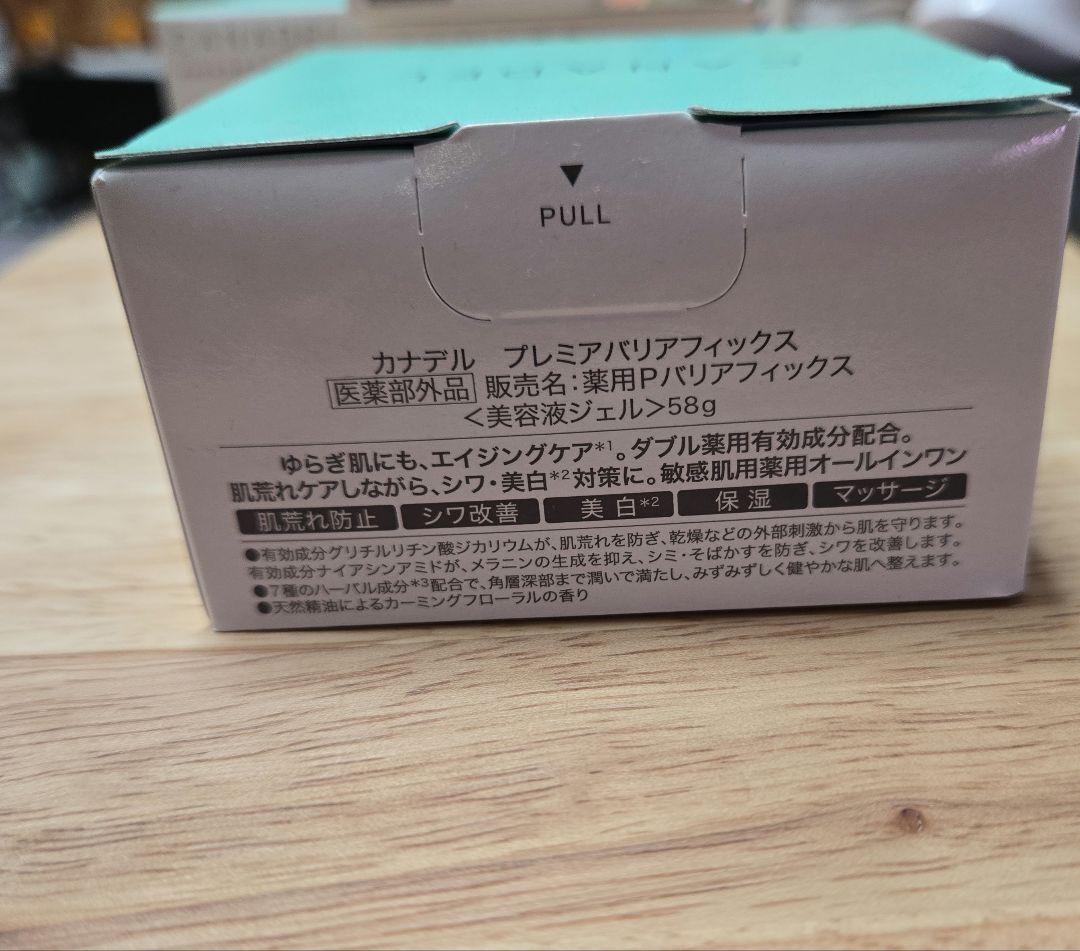 CANADEL
▼
PULL
カナデル プレミアバリアフィックス
医薬部外品 販売名:薬用Pバリアフィックス
<美容液ジェル>58g
ゆらぎ肌にも、エイジングケア*1。ダブル薬用有効成分配合。
肌荒れケアしながら、シワ・美白*2対策に。敏感肌用薬用オールインワン
肌荒れ防止 シワ改善 美白*2 保湿 マッサージ
●有効成分グリチルリチン酸ジカリウムが、肌荒れを防ぎ、乾燥などの外部刺激から肌を守ります。
有効成分ナイアシンアミドが、メラニンの生成を抑え、シミ・そばかすを防ぎ、シワを改善します。
●7種のハーバル成分*3配合で、角層深部まで潤いで満たし、みずみずしく健やかな肌へ整えます。
●天然精油によるカーミングフローラルの香り